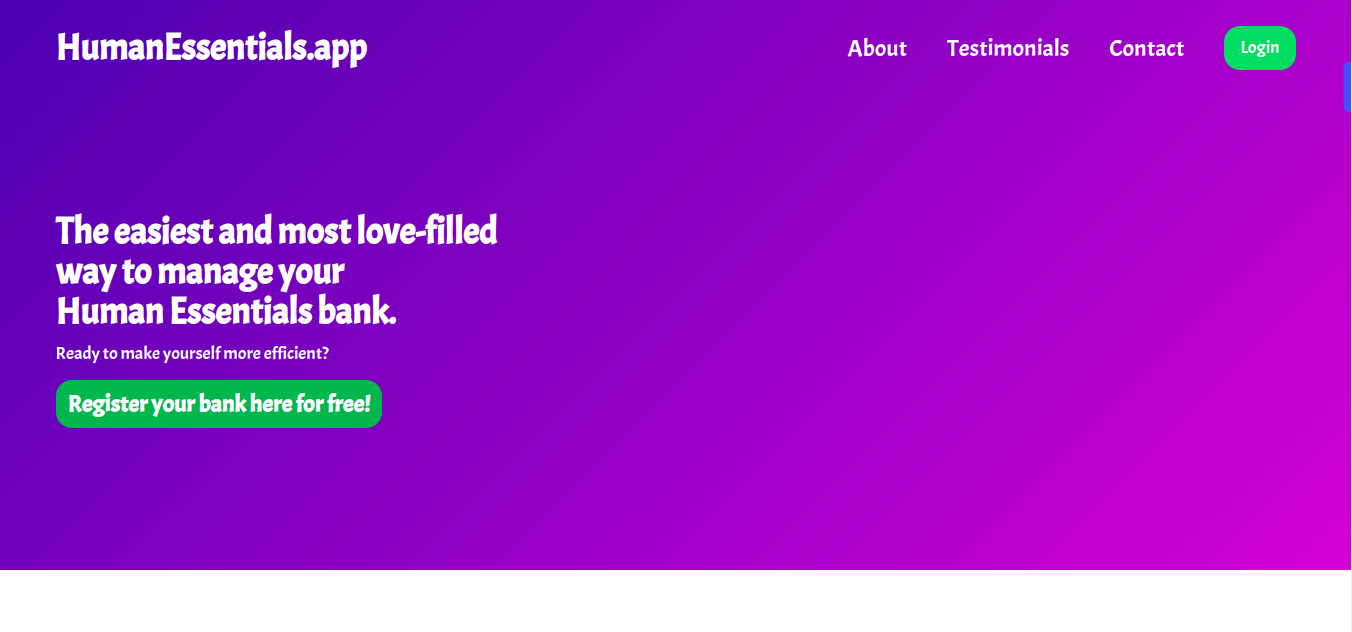 HumanEssentials.app
About
Testimonials
Contact
Login
The easiest and most love-filled
way to manage your
Human Essentials bank.
Ready to make yourself more efficient?
Register your bank here for free!